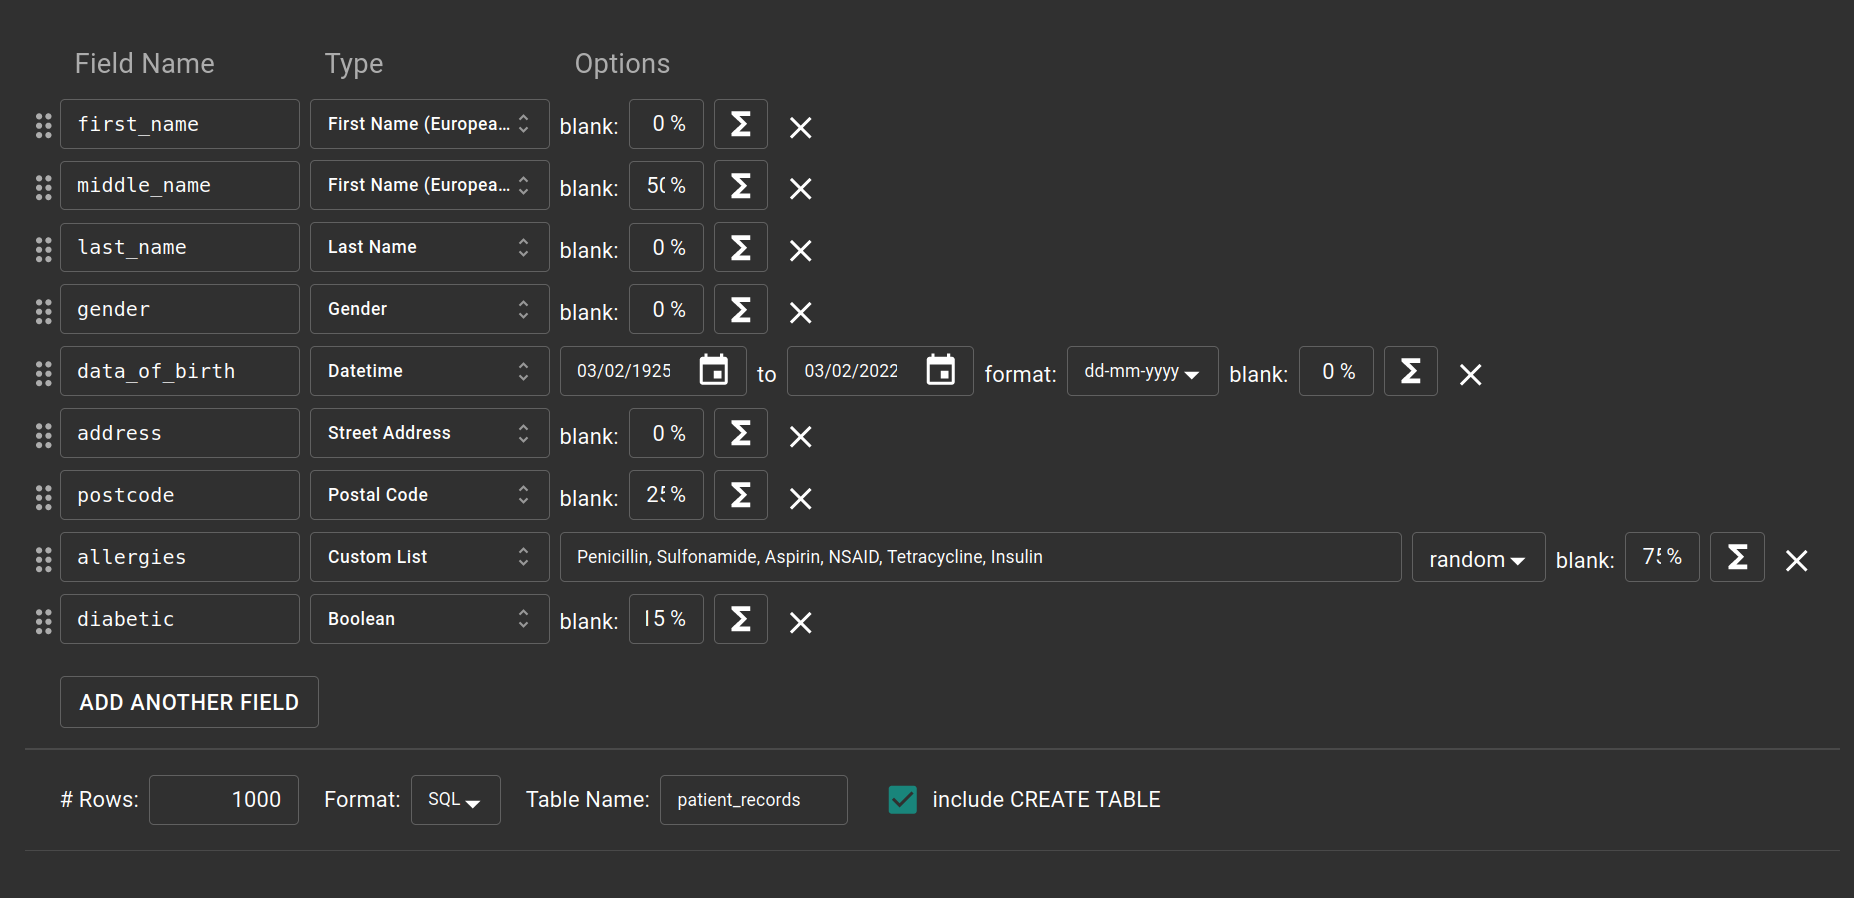 Field Name Type Options
first_name First Name (Europea... blank: 0 % Σ
middle_name First Name (Europea... blank: 50 % Σ
last_name Last Name blank: 0 % Σ
gender Gender blank: 0 % Σ
data_of_birth Datetime 03/02/1925 to 03/02/2022 format: dd-mm-yyyy blank: 0 % Σ
address Street Address blank: 0 % Σ
postcode Postal Code blank: 25 % Σ
allergies Custom List Penicillin, Sulfonamide, Aspirin, NSAID, Tetracycline, Insulin random blank: 75 % Σ
diabetic Boolean blank: 15 % Σ
ADD ANOTHER FIELD
# Rows: 1000 Format: SQL Table Name: patient_records include CREATE TABLE